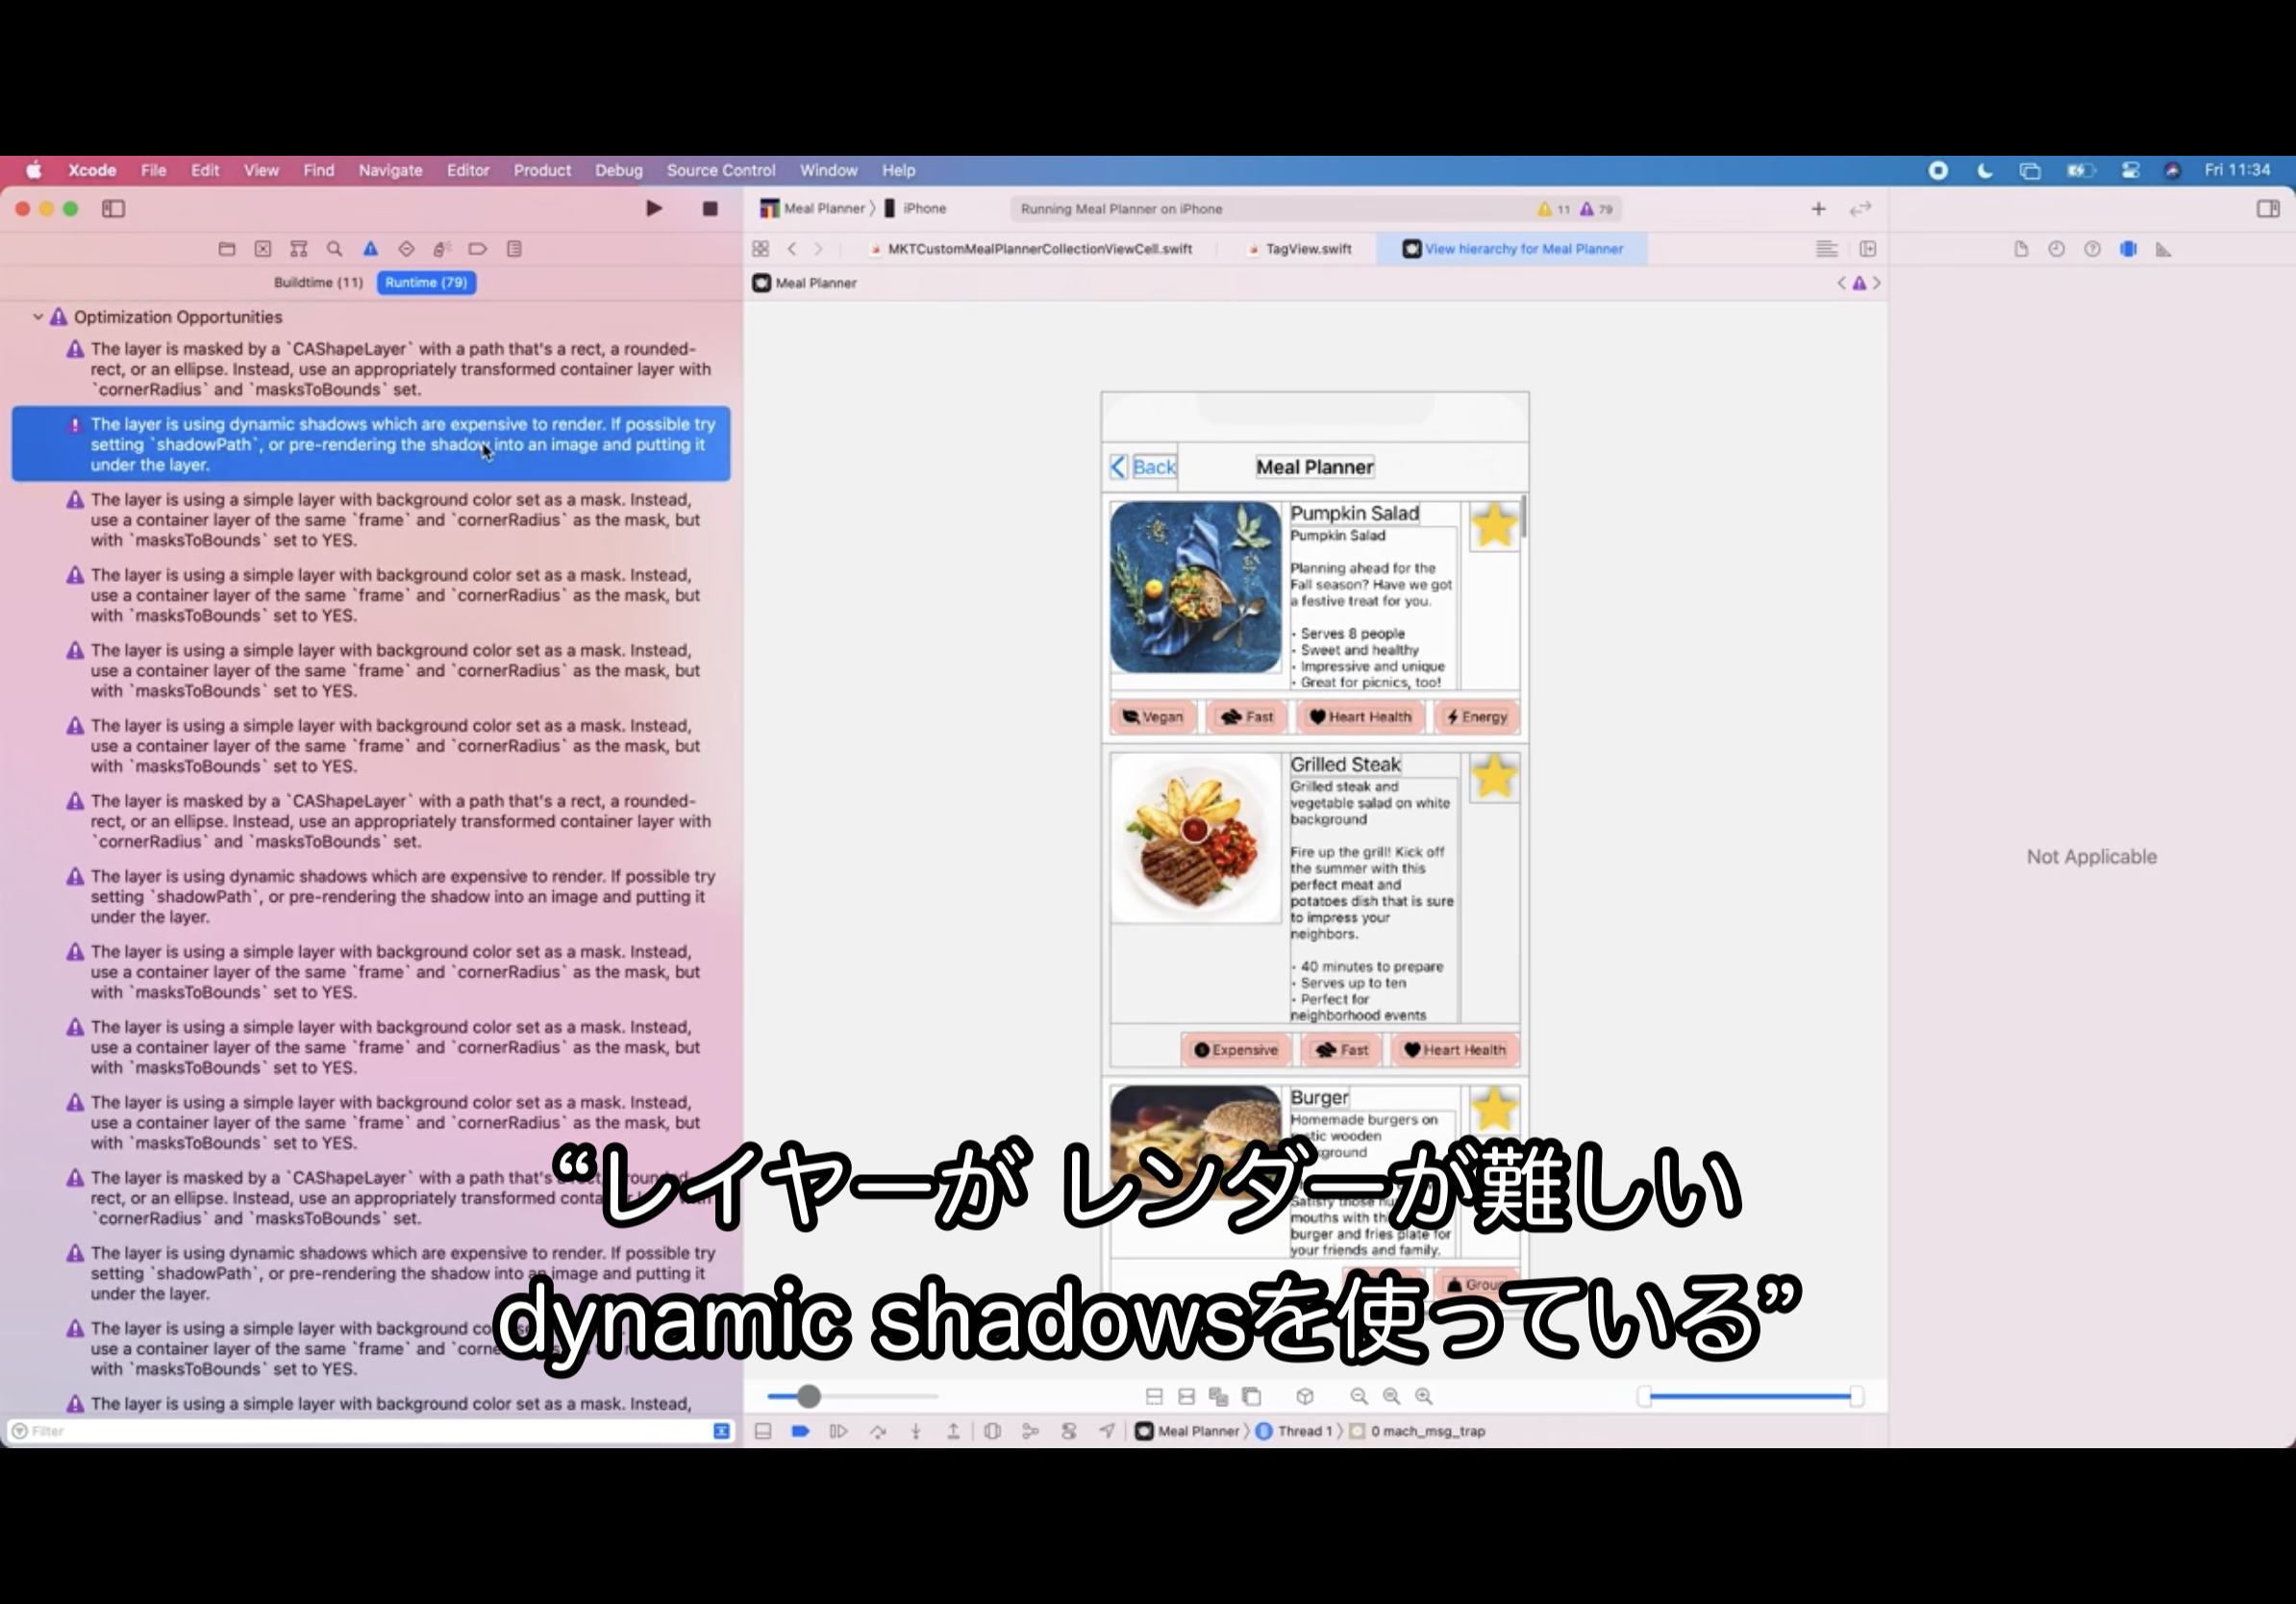 Xcode File Edit View Find Navigate Editor Product Debug Source Control Window Help Fri 11:34
Meal Planner iPhone Running Meal Planner on iPhone 11 79
MKTCustomMealPlannerCollectionViewCell.swift TagView.swift View hierarchy for Meal Planner
Buildtime (11) Runtime (79)
Meal Planner
Optimization Opportunities
The layer is masked by a `CAShapeLayer` with a path that's a rect, a rounded-
rect, or an ellipse. Instead, use an appropriately transformed container layer with
`cornerRadius` and `masksToBounds` set.
The layer is using dynamic shadows which are expensive to render. If possible try
setting `shadowPath`, or pre-rendering the shadow into an image and putting it
under the layer.
The layer is using a simple layer with background color set as a mask. Instead,
use a container layer of the same `frame` and `cornerRadius` as the mask, but
with `masksToBounds` set to YES.
The layer is using a simple layer with background color set as a mask. Instead,
use a container layer of the same `frame` and `cornerRadius` as the mask, but
with `masksToBounds` set to YES.
The layer is using a simple layer with background color set as a mask. Instead,
use a container layer of the same `frame` and `cornerRadius` as the mask, but
with `masksToBounds` set to YES.
The layer is using a simple layer with background color set as a mask. Instead,
use a container layer of the same `frame` and `cornerRadius` as the mask, but
with `masksToBounds` set to YES.
The layer is masked by a `CAShapeLayer` with a path that's a rect, a rounded-
rect, or an ellipse. Instead, use an appropriately transformed container layer with
`cornerRadius` and `masksToBounds` set.
The layer is using dynamic shadows which are expensive to render. If possible try
setting `shadowPath`, or pre-rendering the shadow into an image and putting it
under the layer.
The layer is using a simple layer with background color set as a mask. Instead,
use a container layer of the same `frame` and `cornerRadius` as the mask, but
with `masksToBounds` set to YES.
The layer is using a simple layer with background color set as a mask. Instead,
use a container layer of the same `frame` and `cornerRadius` as the mask, but
with `masksToBounds` set to YES.
The layer is using a simple layer with background color set as a mask. Instead,
use a container layer of the same `frame` and `cornerRadius` as the mask, but
with `masksToBounds` set to YES.
The layer is masked by a `CAShapeLayer` with a path that's
rect, or an ellipse. Instead, use an appropriately transformed
`cornerRadius` and `masksToBounds` set.
The layer is using dynamic shadows which are expensive to render. If possible try
setting `shadowPath`, or pre-rendering the shadow into an image and putting it
under the layer.
The layer is using a simple layer with background
use a container layer of the same `frame` and
with `masksToBounds` set to YES.
The layer is using a simple layer with background color set as a mask. Instead,
Filter
Back Meal Planner
Pumpkin Salad
Pumpkin Salad
Planning ahead for the
Fall season? Have we got
a festive treat for you.
· Serves 8 people
· Sweet and healthy
· Impressive and unique
· Great for picnics, too!
Vegan Fast Heart Health Energy
Grilled Steak
Grilled steak and
vegetable salad on white
background
Fire up the grill! Kick off
the summer with this
perfect meat and
potatoes dish that is sure
to impress your
neighbors.
· 40 minutes to prepare
· Serves up to ten
· Perfect for
neighborhood events
Expensive Fast Heart Health
Burger
Homemade burgers on
wooden
Satisfy those
mouths with
burger and fries plate for
your friends and family.
Not Applicable
“レイヤーが レンダーが難しい
dynamic shadowsを使っている”
Meal Planner Thread 1 0 mach_msg_trap